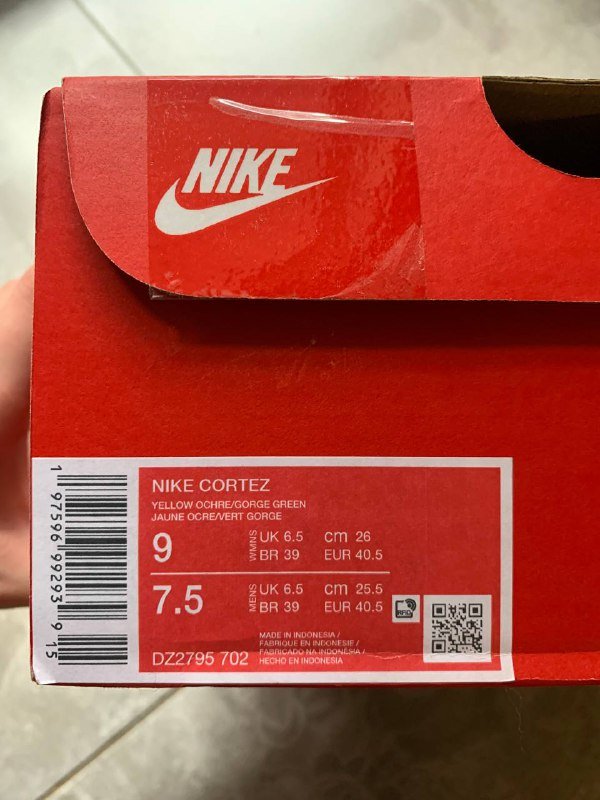 NIKE
NIKE CORTEZ
YELLOW OCHRE/GORGE GREEN
JAUNE OCRE/VERT GORGE
9 WMNS UK 6.5 cm 26
BR 39 EUR 40.5
7.5 MENS UK 6.5 cm 25.5
BR 39 EUR 40.5
RFID
MADE IN INDONESIA /
FABRIQUE EN INDONESIE /
FABRICADO NA INDONÉSIA /
DZ2795 702 HECHO EN INDONESIA
1 97596 99293 9 15